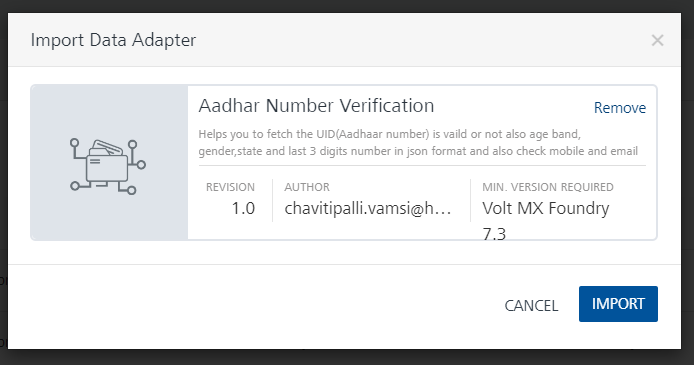 Import Data Adapter
Aadhar Number Verification
Remove
Helps you to fetch the UID(Aadhaar number) is vaild or not also age band,
gender,state and last 3 digits number in json format and also check mobile and email
REVISION
1.0
AUTHOR
chavitipalli.vamsi@h...
MIN. VERSION REQUIRED
Volt MX Foundry
7.3
CANCEL
IMPORT